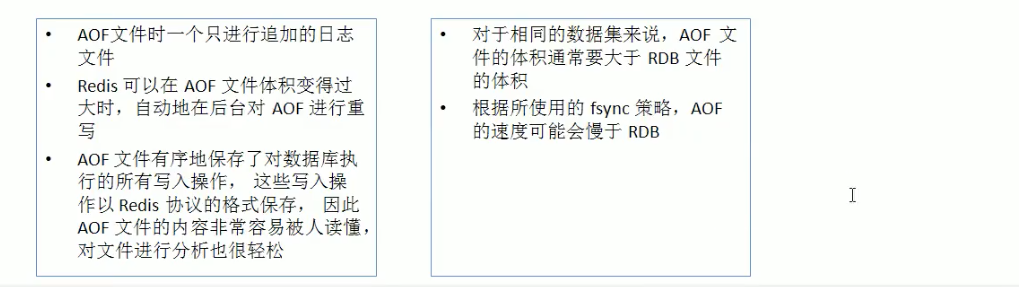 • AOF文件时一个只进行追加的日志
文件
• Redis 可以在 AOF 文件体积变得过
大时，自动地在后台对 AOF 进行重
写
• AOF 文件有序地保存了对数据库执
行的所有写入操作， 这些写入操
作以 Redis 协议的格式保存， 因此
AOF 文件的内容非常容易被人读懂，
对文件进行分析也很轻松
• 对于相同的数据集来说，AOF 文
件的体积通常要大于 RDB 文件
的体积
• 根据所使用的 fsync 策略，AOF
的速度可能会慢于 RDB